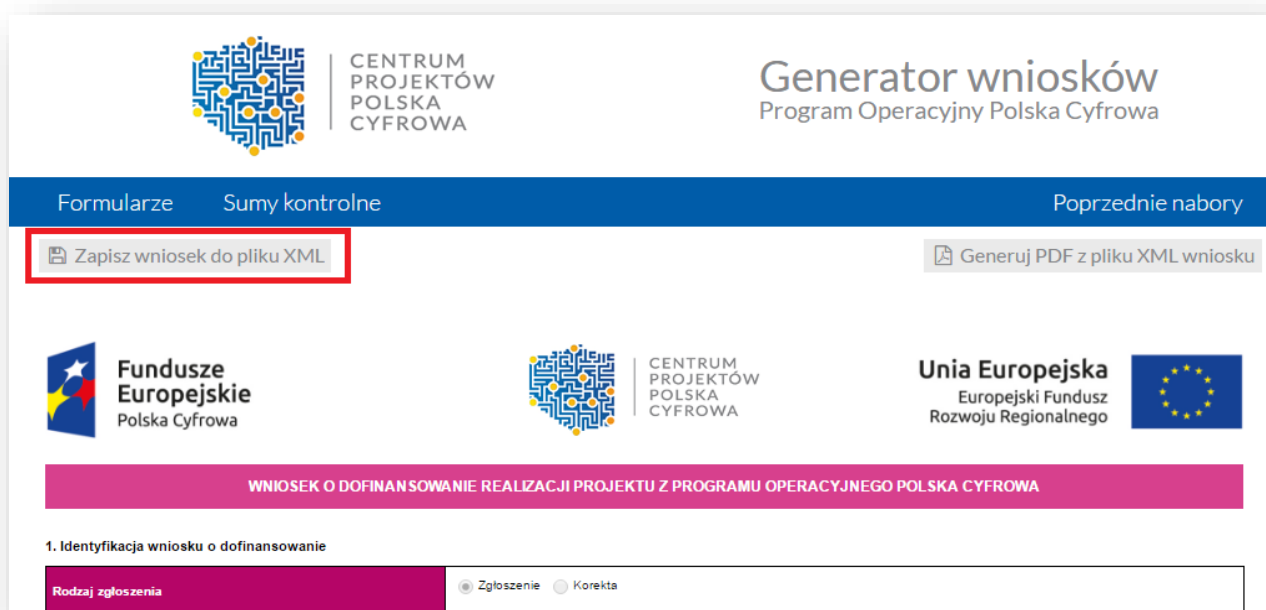 CENTRUM
PROJEKTÓW
POLSKA
CYFROWA
Generator wniosków
Program Operacyjny Polska Cyfrowa
Formularze Sumy kontrolne Poprzednie nabory
Zapisz wniosek do pliku XML Generuj PDF z pliku XML wniosku
Fundusze
Europejskie
Polska Cyfrowa
CENTRUM
PROJEKTÓW
POLSKA
CYFROWA
Unia Europejska
Europejski Fundusz
Rozwoju Regionalnego
WNIOSEK O DOFINANSOWANIE REALIZACJI PROJEKTU Z PROGRAMU OPERACYJNEGO POLSKA CYFROWA
1. Identyfikacja wniosku o dofinansowanie
Rodzaj zgłoszenia Zgłoszenie Korekta